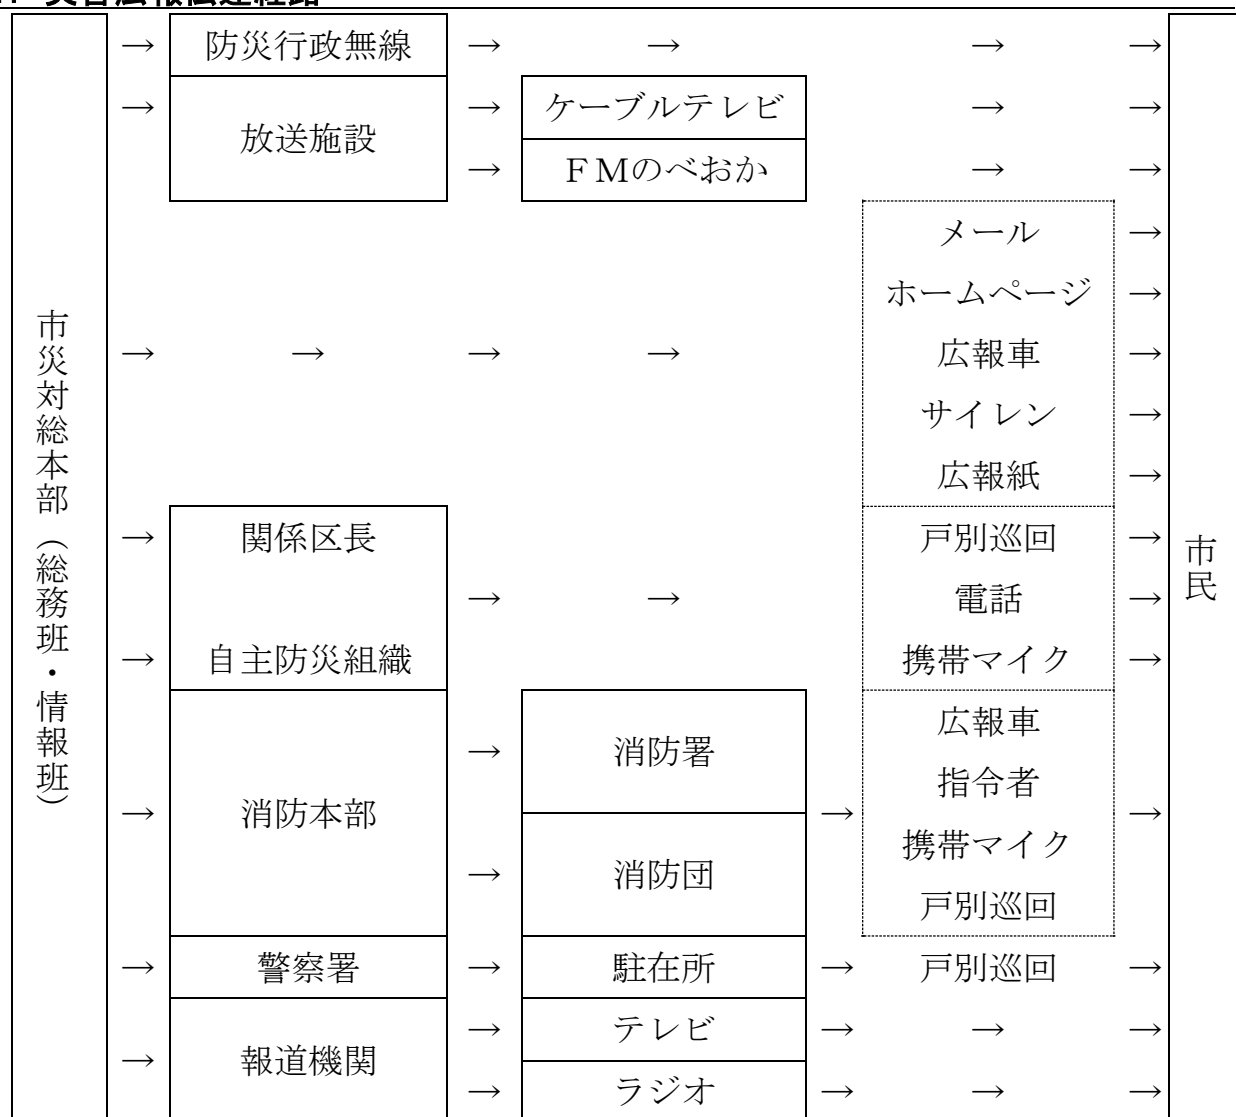 市災対総本部（総務班・情報班）
→ 防災行政無線 → → → →
→ 放送施設 → ケーブルテレビ → →
→ ＦＭのべおか → →
メール →
ホームページ →
→ → → → 広報車 →
サイレン →
広報紙 →
→ 関係区長 戸別巡回 →
→ → 電話 →
→ 自主防災組織 携帯マイク →
→ 消防本部 → 消防署 → 広報車 →
指令者
→ 消防団 携帯マイク
戸別巡回
→ 警察署 → 駐在所 → 戸別巡回 →
→ 報道機関 → テレビ → → →
→ ラジオ → → →
市民